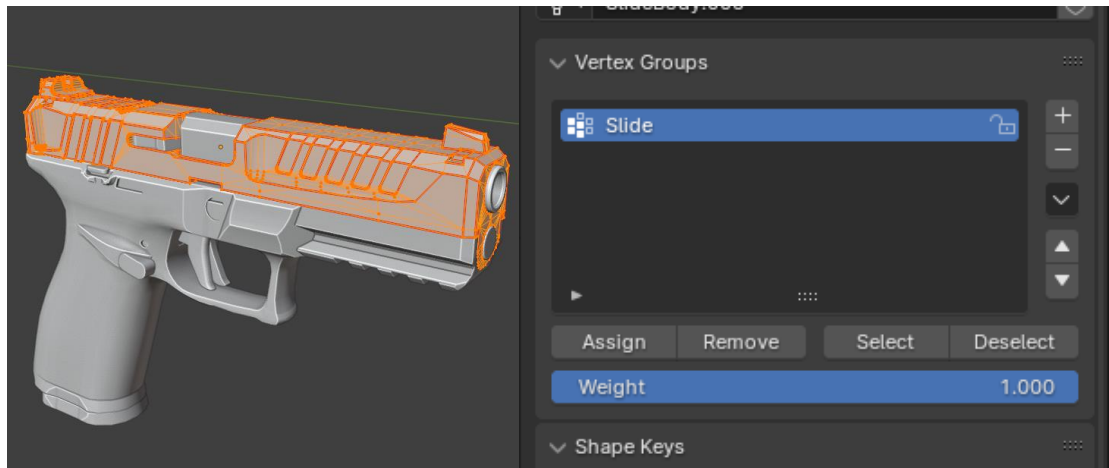 Vertex Groups
Slide
Assign Remove Select Deselect
Weight 1.000
Shape Keys